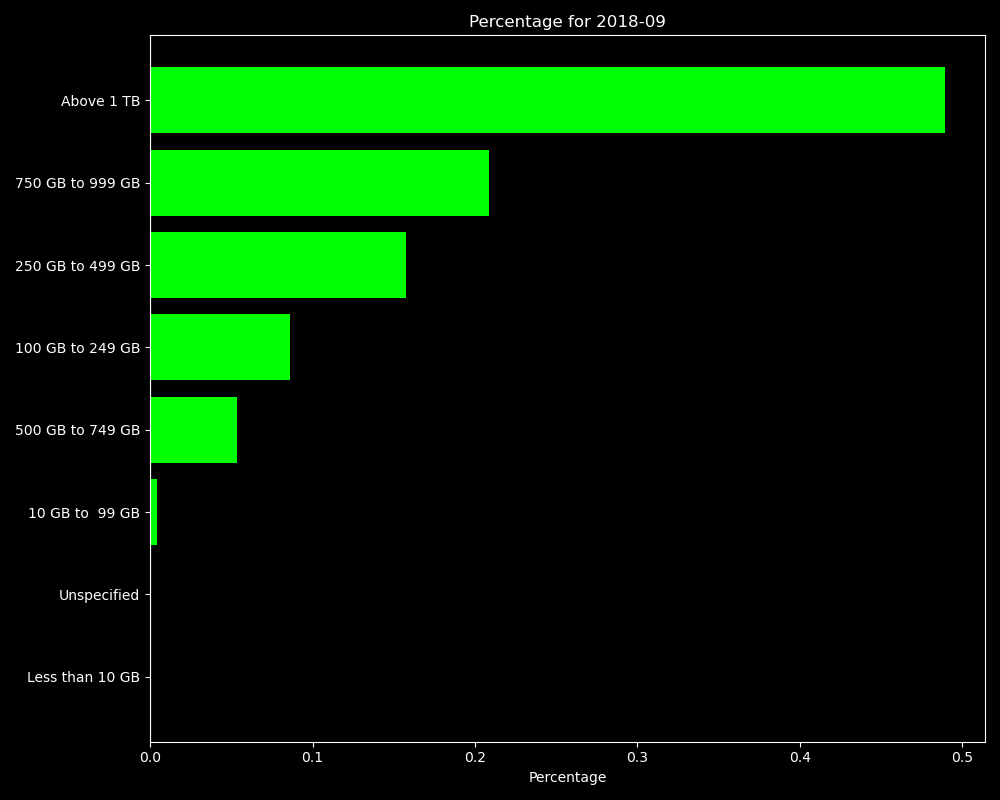 Percentage for 2018-09
Above 1 TB
750 GB to 999 GB
250 GB to 499 GB
100 GB to 249 GB
500 GB to 749 GB
10 GB to  99 GB
Unspecified
Less than 10 GB
0.0 0.1 0.2 0.3 0.4 0.5
Percentage